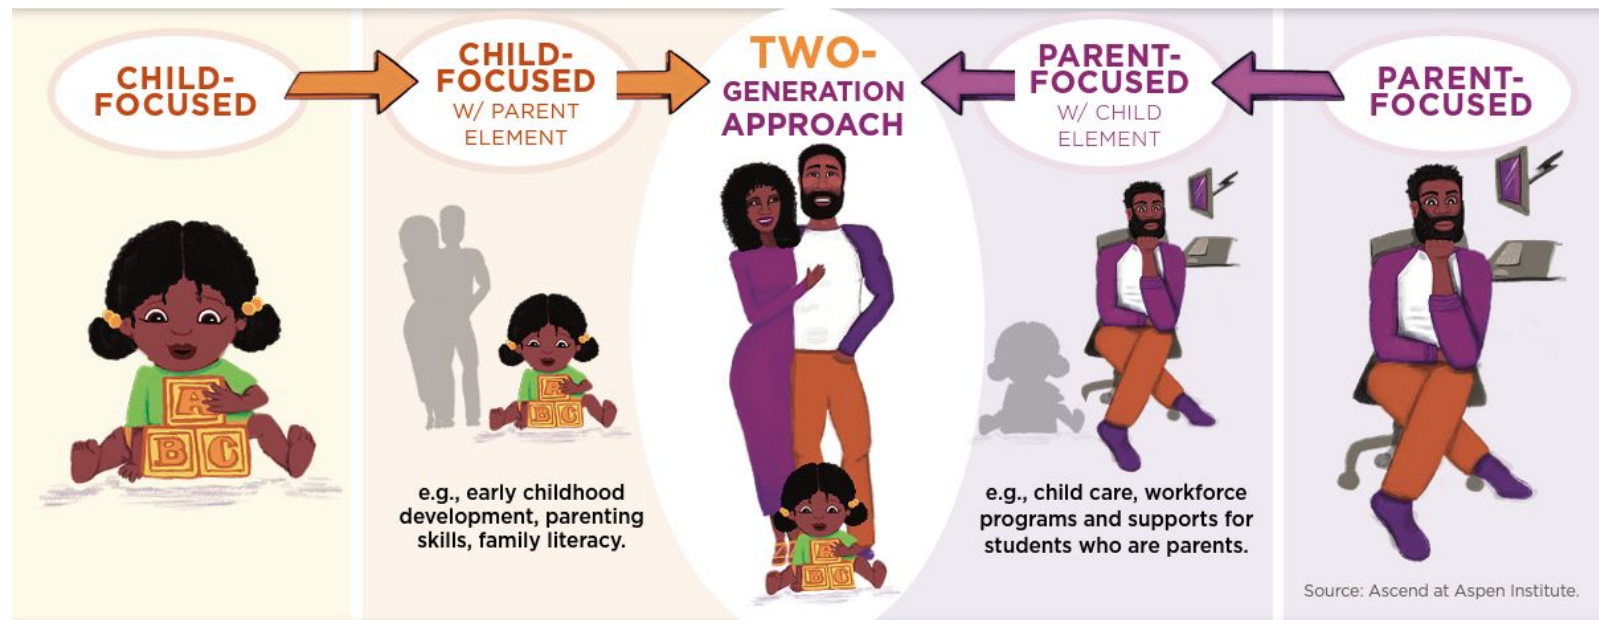 CHILD-
FOCUSED
CHILD-
FOCUSED
W/ PARENT
ELEMENT
TWO-
GENERATION
APPROACH
PARENT-
FOCUSED
W/ CHILD
ELEMENT
PARENT-
FOCUSED
A
B C
A
B C
A
B C
e.g., early childhood
development, parenting
skills, family literacy.
e.g., child care, workforce
programs and supports for
students who are parents.
Source: Ascend at Aspen Institute.